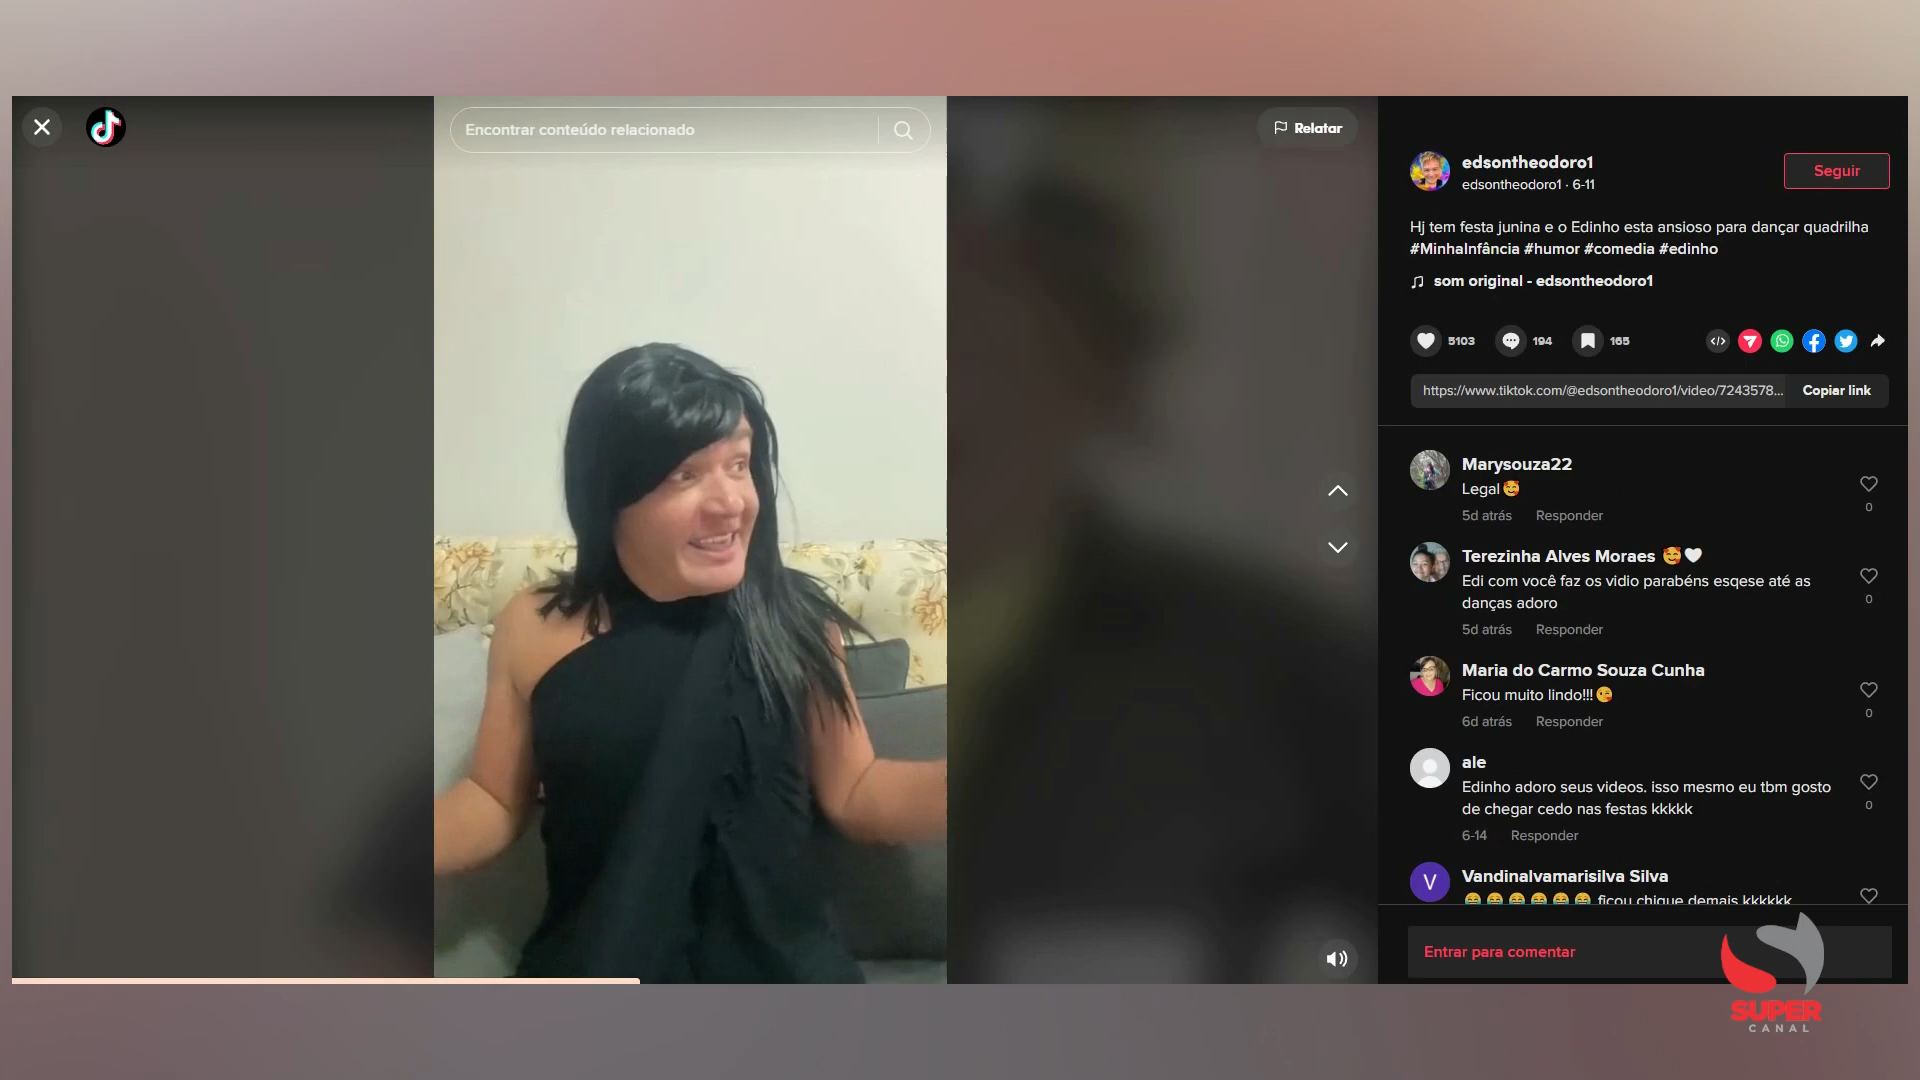 Encontrar conteúdo relacionado
Relatar
edsontheodoro1
edsontheodoro1 · 6-11
Seguir
Hj tem festa junina e o Edinho esta ansioso para dançar quadrilha
#MinhaInfância #humor #comedia #edinho
som original - edsontheodoro1
5103
194
165
https://www.tiktok.com/@edsontheodoro1/video/7243578...
Copiar link
Marysouza22
Legal🥰
0
5d atrás Responder
Terezinha Alves Moraes 🥰🤍
Edi com você faz os vidio parabéns esqese até as
danças adoro
0
5d atrás Responder
Maria do Carmo Souza Cunha
Ficou muito lindo!!!😘
0
6d atrás Responder
ale
Edinho adoro seus videos. isso mesmo eu tbm gosto
de chegar cedo nas festas kkkkk
0
6-14 Responder
V
Vandinalvamarisilva Silva
😂😂😂😂😂😂 ficou chique demais kkkkkk
Entrar para comentar
SUPER
CANAL